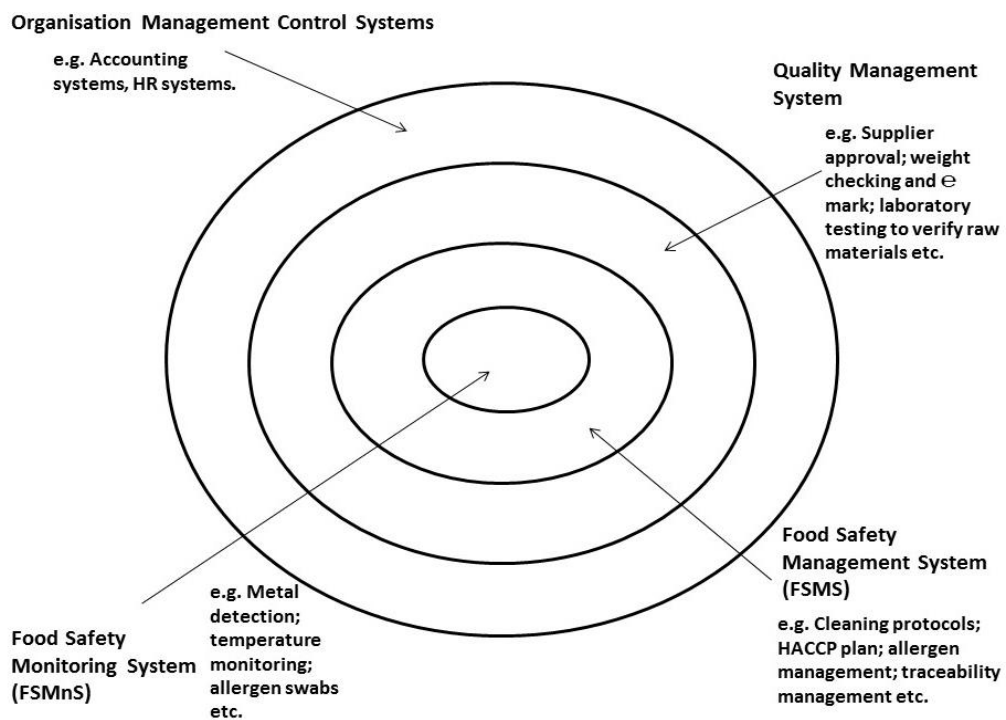 Organisation Management Control Systems
e.g. Accounting
systems, HR systems.
Quality Management
System
e.g. Supplier
approval; weight
checking and ℮
mark; laboratory
testing to verify raw
materials etc.
Food Safety
Management System
(FSMS)
e.g. Cleaning protocols;
HACCP plan; allergen
management; traceability
management etc.
Food Safety
Monitoring System
(FSMnS)
e.g. Metal
detection;
temperature
monitoring;
allergen swabs
etc.